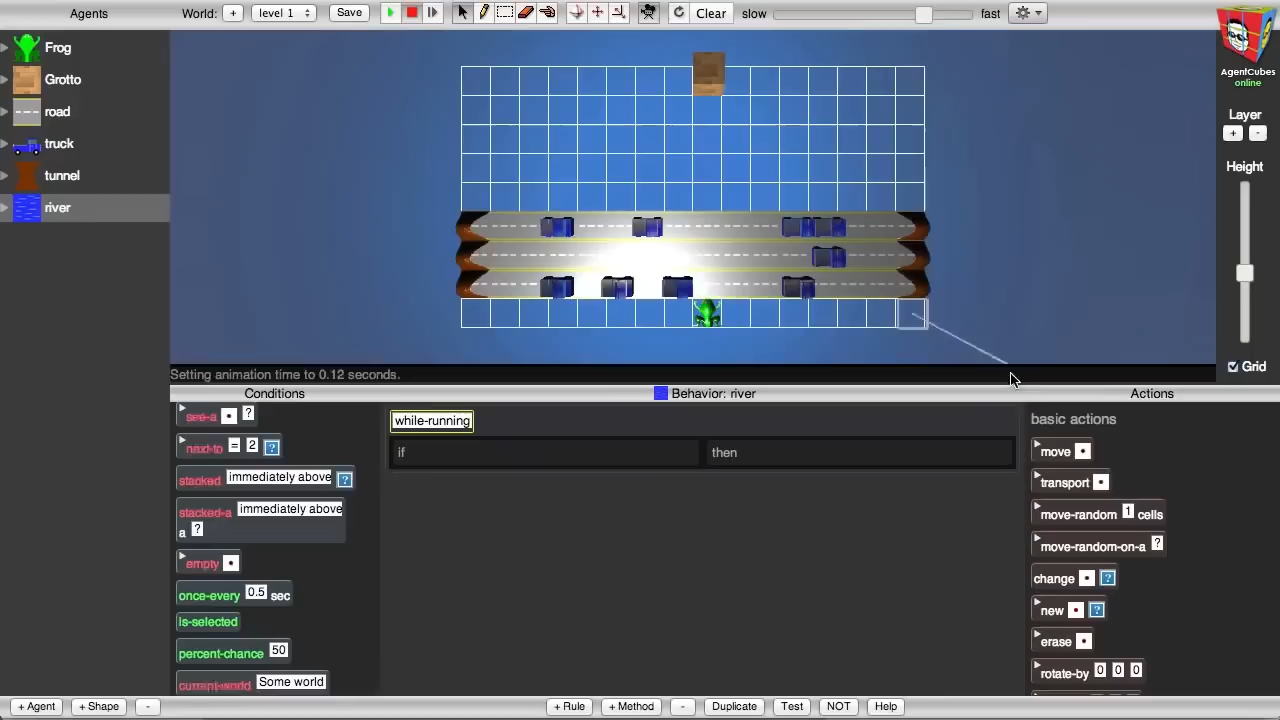 Agents
World: + level 1 Save Clear slow fast
Frog
Grotto
road
truck
tunnel
river
AgentCubes
online
Layer
+ -
Height
Grid
Setting animation time to 0.12 seconds.
Conditions
Behavior: river
Actions
see-a ?
next-to = 2 ?
stacked immediately above ?
stacked-a immediately above
a ?
empty
once-every 0.5 sec
is-selected
percent-chance 50
current-world Some world
while-running
if then
basic actions
move
transport
move-random 1 cells
move-random-on-a ?
change ?
new ?
erase
rotate-by 0 0 0
+ Agent + Shape - + Rule + Method - Duplicate Test NOT Help